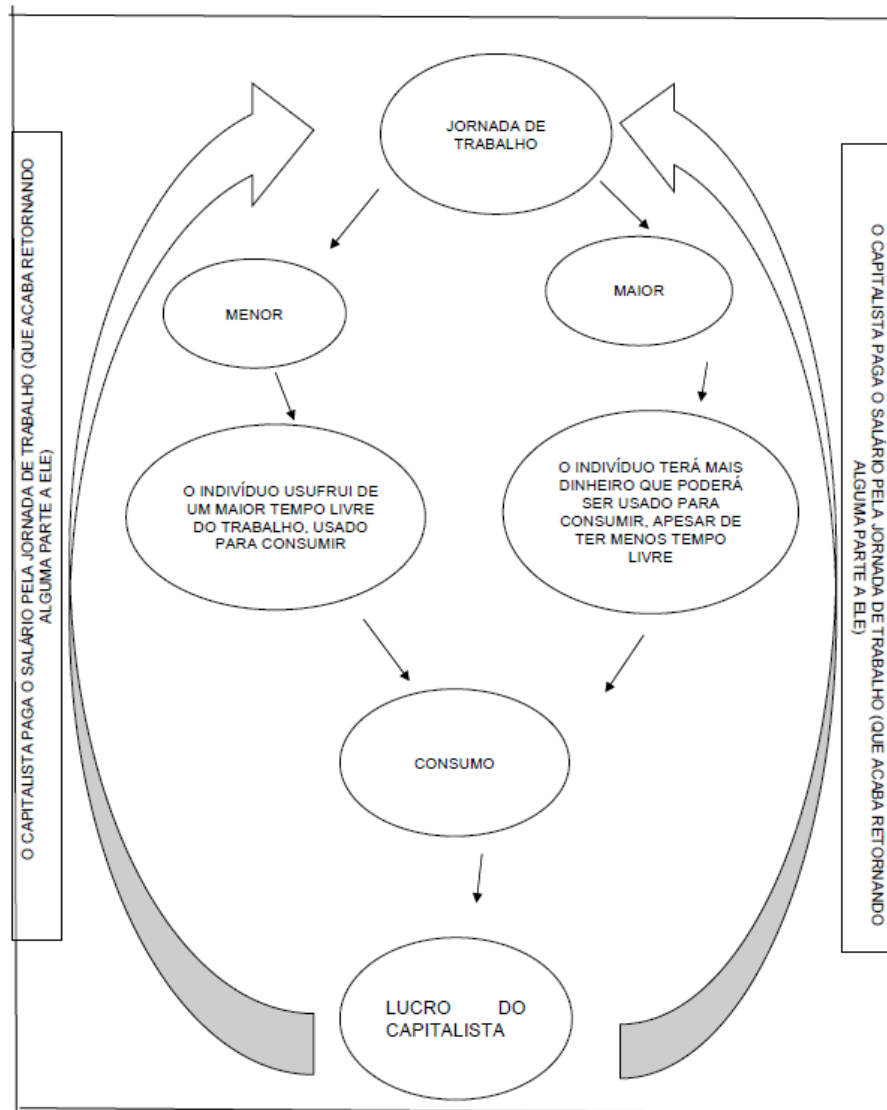 JORNADA DE
TRABALHO
MENOR
MAIOR
O INDIVÍDUO USUFRUI DE
UM MAIOR TEMPO LIVRE
DO TRABALHO, USADO
PARA CONSUMIR
O INDIVÍDUO TERÁ MAIS
DINHEIRO QUE PODERÁ
SER USADO PARA
CONSUMIR, APESAR DE
TER MENOS TEMPO
LIVRE
CONSUMO
LUCRO DO
CAPITALISTA
O CAPITALISTA PAGA O SALÁRIO PELA JORNADA DE TRABALHO (QUE ACABA RETORNANDO
ALGUMA PARTE A ELE)
O CAPITALISTA PAGA O SALÁRIO PELA JORNADA DE TRABALHO (QUE ACABA RETORNANDO
ALGUMA PARTE A ELE)